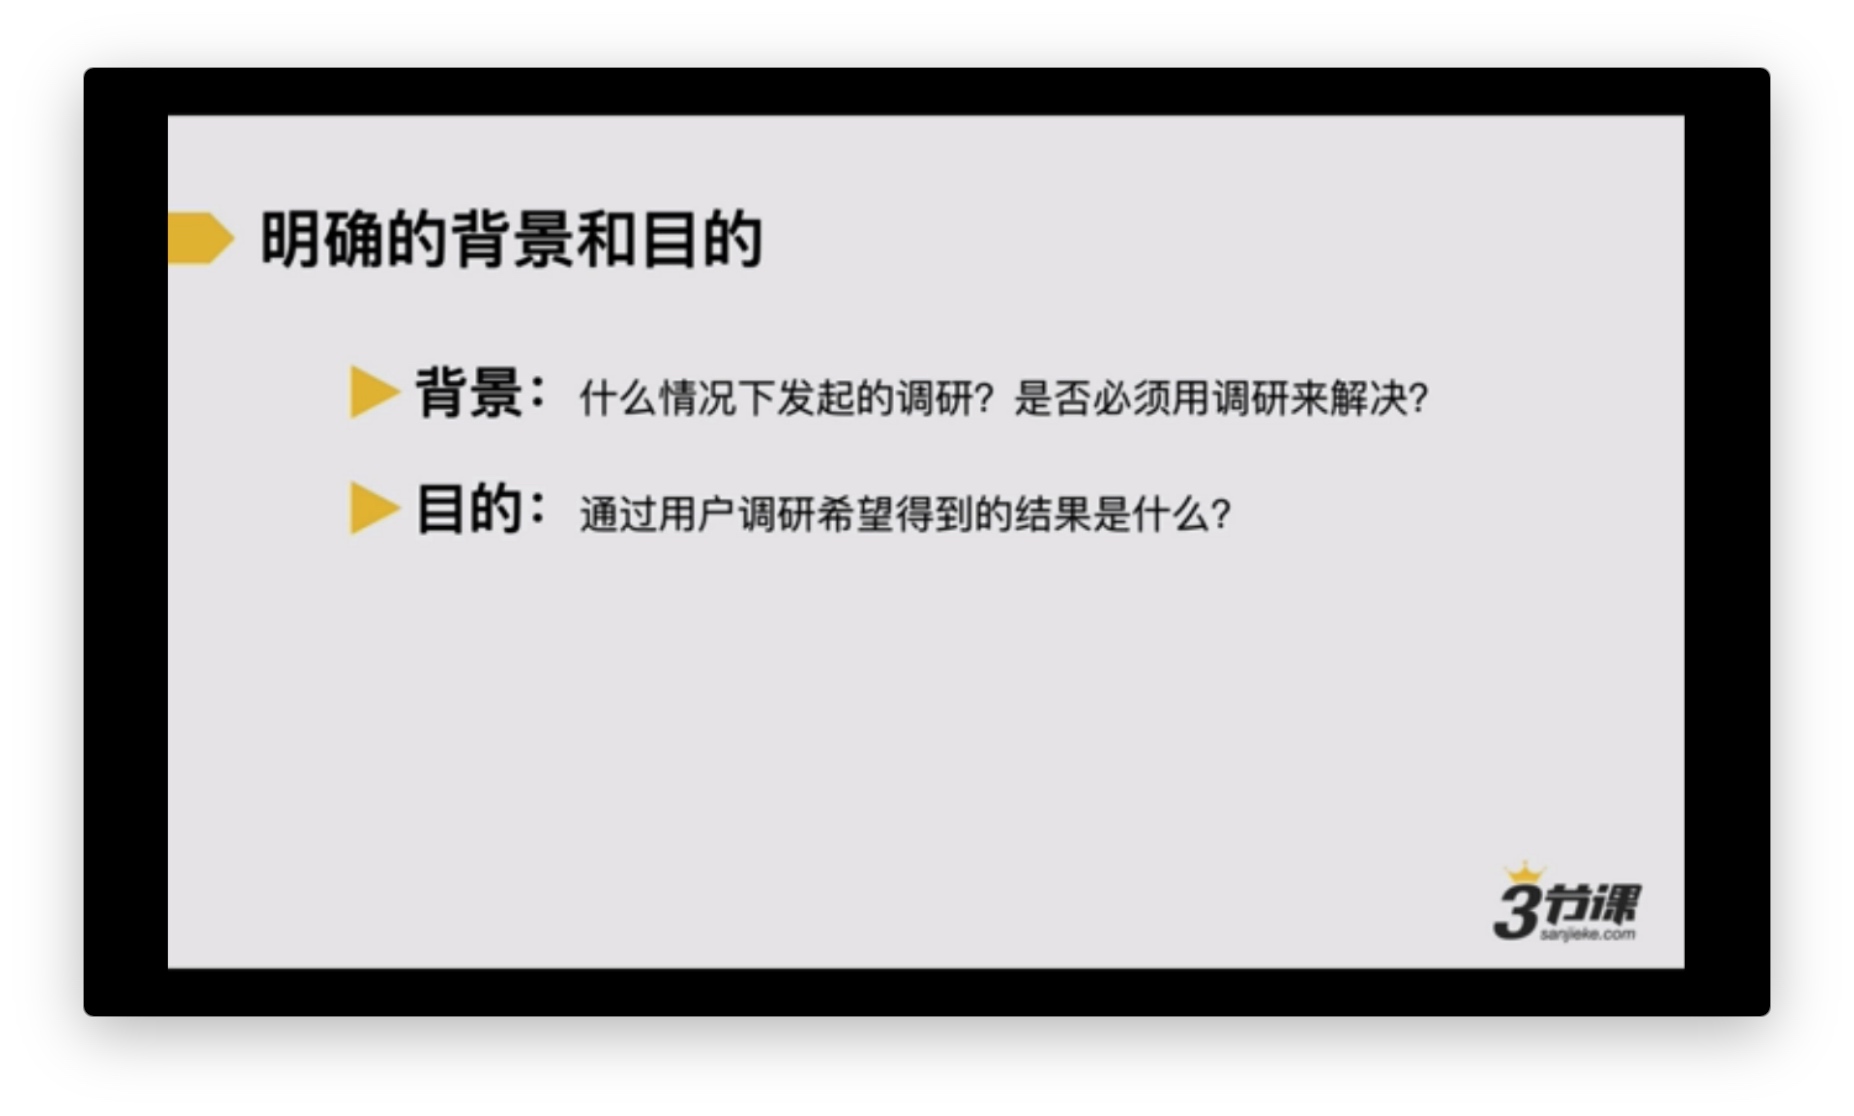 明确的背景和目的
背景：什么情况下发起的调研？是否必须用调研来解决？
目的：通过用户调研希望得到的结果是什么？
3节课
sanjieke.com